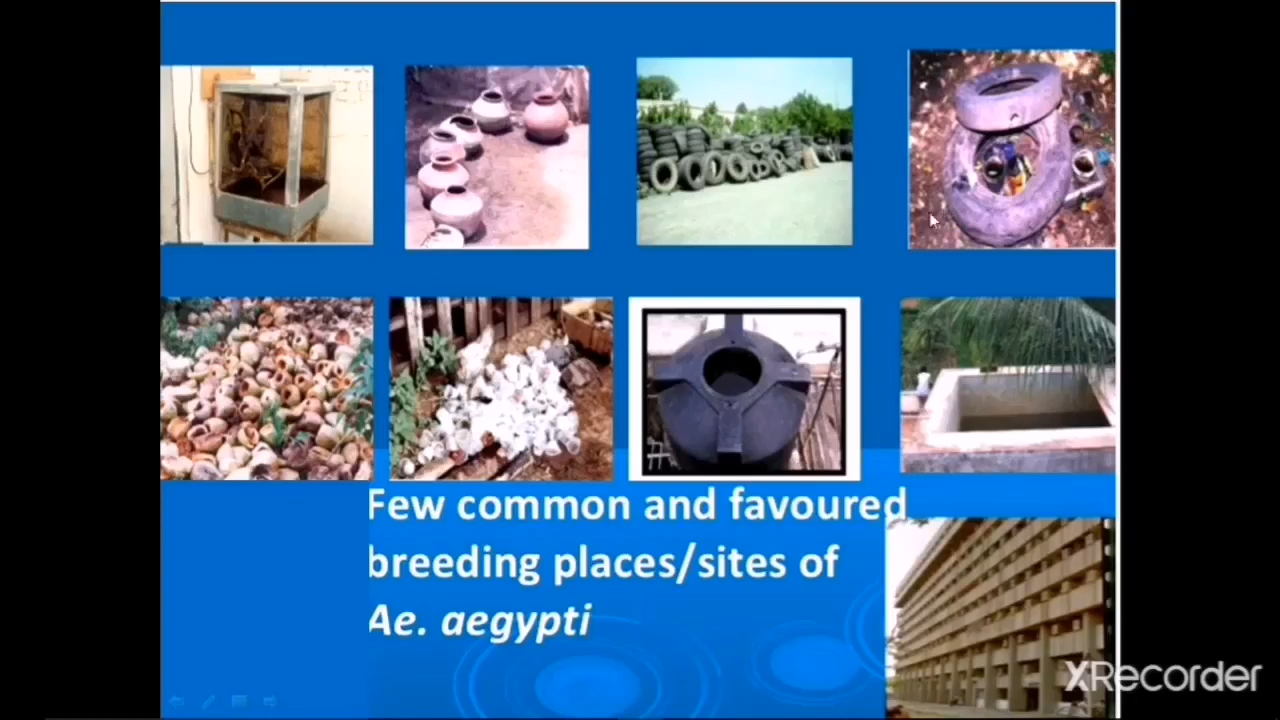 Few common and favoured
breeding places/sites of
Ae. aegypti
XRecorder